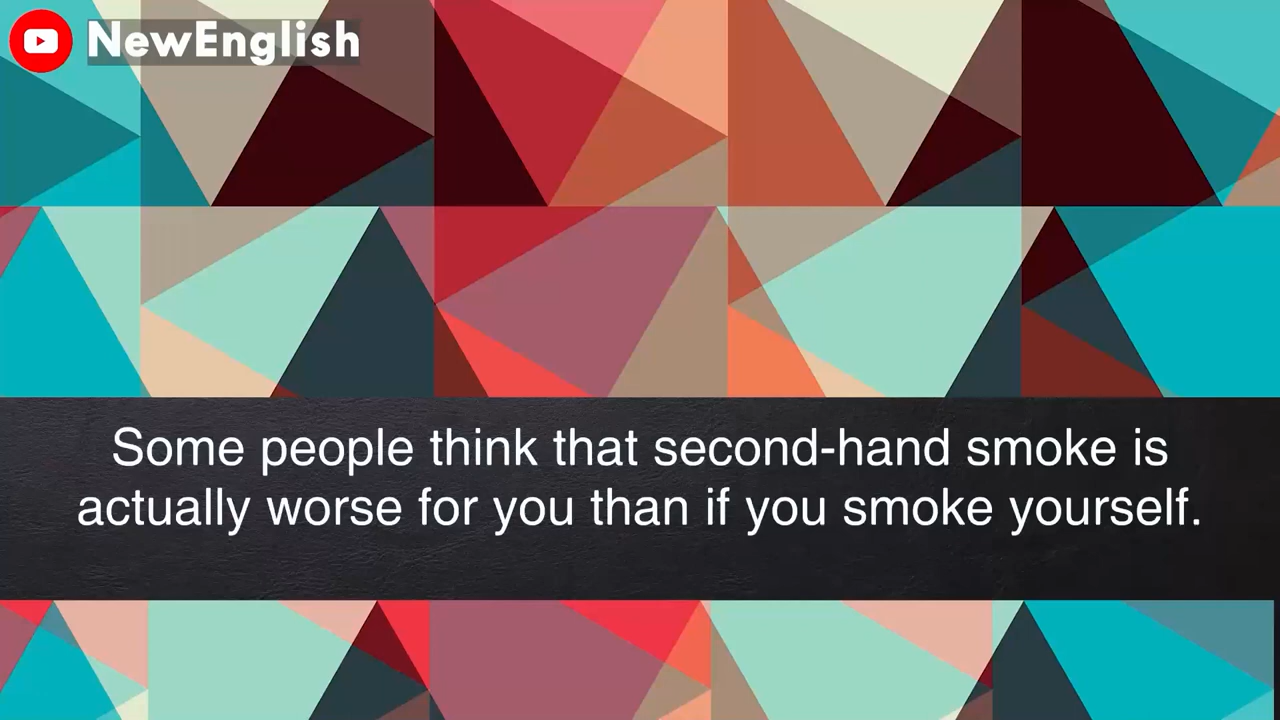 NewEnglish
Some people think that second-hand smoke is
actually worse for you than if you smoke yourself.